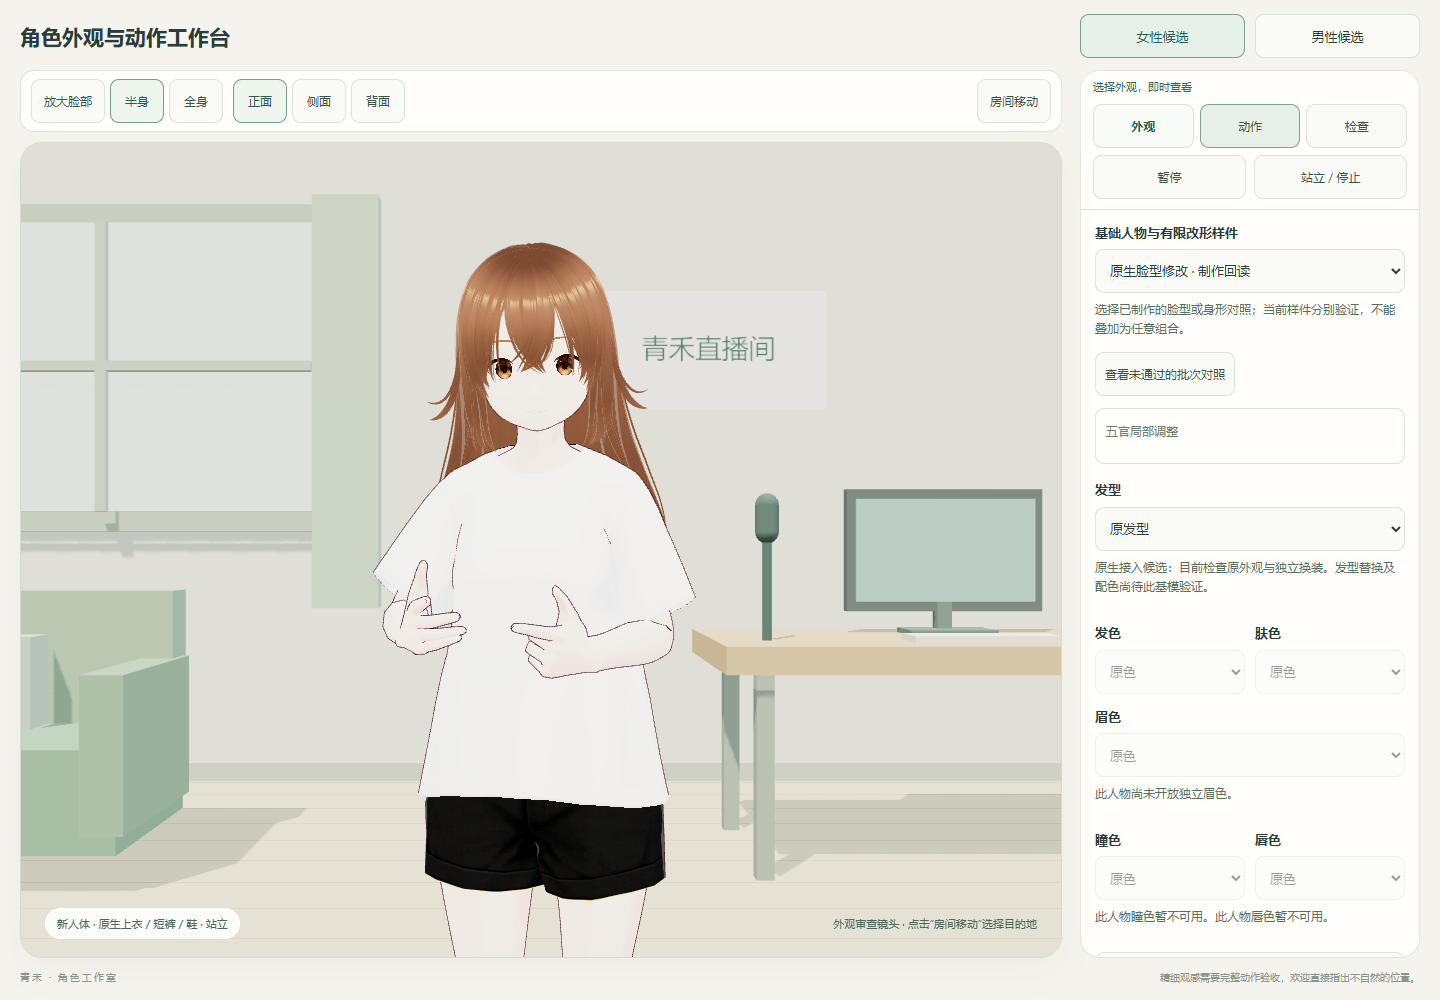 角色外观与动作工作台
女性候选
男性候选
放大脸部
半身
全身
正面
侧面
背面
房间移动
选择外观，即时查看
外观
动作
检查
暂停
站立 / 停止
基础人物与有限改形样件
原生脸型修改 · 制作回读
选择已制作的脸型或身形对照；当前样件分别验证，不能
叠加为任意组合。
查看未通过的批次对照
五官局部调整
发型
原发型
原生接入候选：目前检查原外观与独立换装。发型替换及
配色尚待此基模验证。
发色
肤色
原色
原色
眉色
原色
此人物尚未开放独立眉色。
瞳色
唇色
原色
原色
此人物瞳色暂不可用。此人物唇色暂不可用。
青禾直播间
新人体 · 原生上衣 / 短裤 / 鞋 · 站立
外观审查镜头 · 点击“房间移动”选择目的地
青禾 · 角色工作室
精细观感需要完整动作验收，欢迎直接指出不自然的位置。